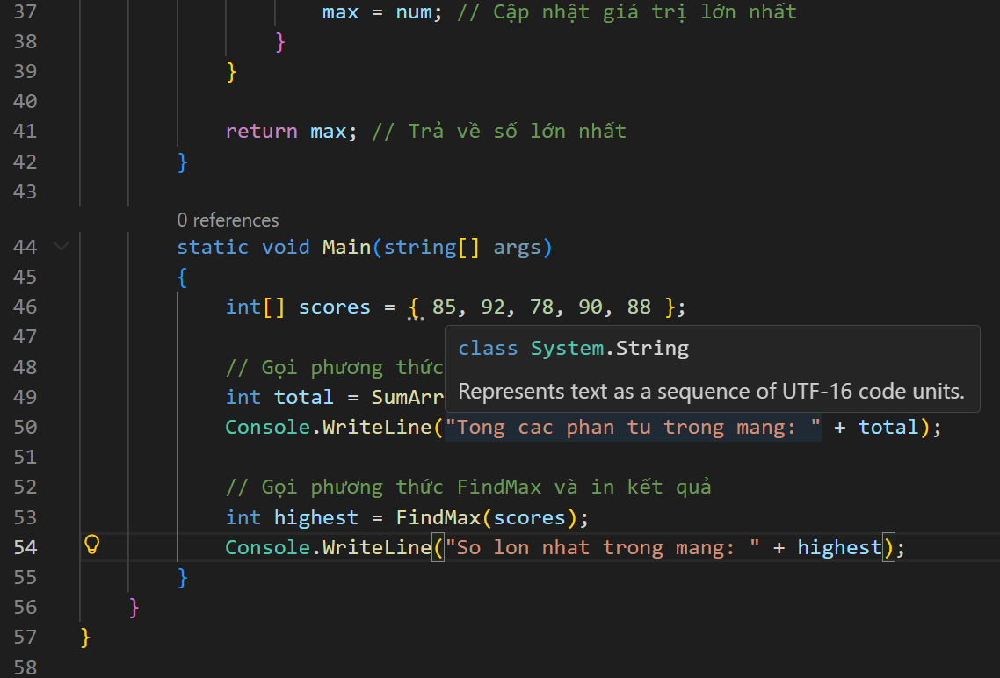 37 max = num; // Cập nhật giá trị lớn nhất
38 }
39 }
40
41 return max; // Trả về số lớn nhất
42 }
43
0 references
44 static void Main(string[] args)
45 {
46 int[] scores = { 85, 92, 78, 90, 88 };
47
class System.String
48 // Gọi phương thức
Represents text as a sequence of UTF-16 code units.
49 int total = SumArr
50 Console.WriteLine("Tong cac phan tu trong mang: " + total);
51
52 // Gọi phương thức FindMax và in kết quả
53 int highest = FindMax(scores);
54 Console.WriteLine("So lon nhat trong mang: " + highest);
55 }
56 }
57 }
58